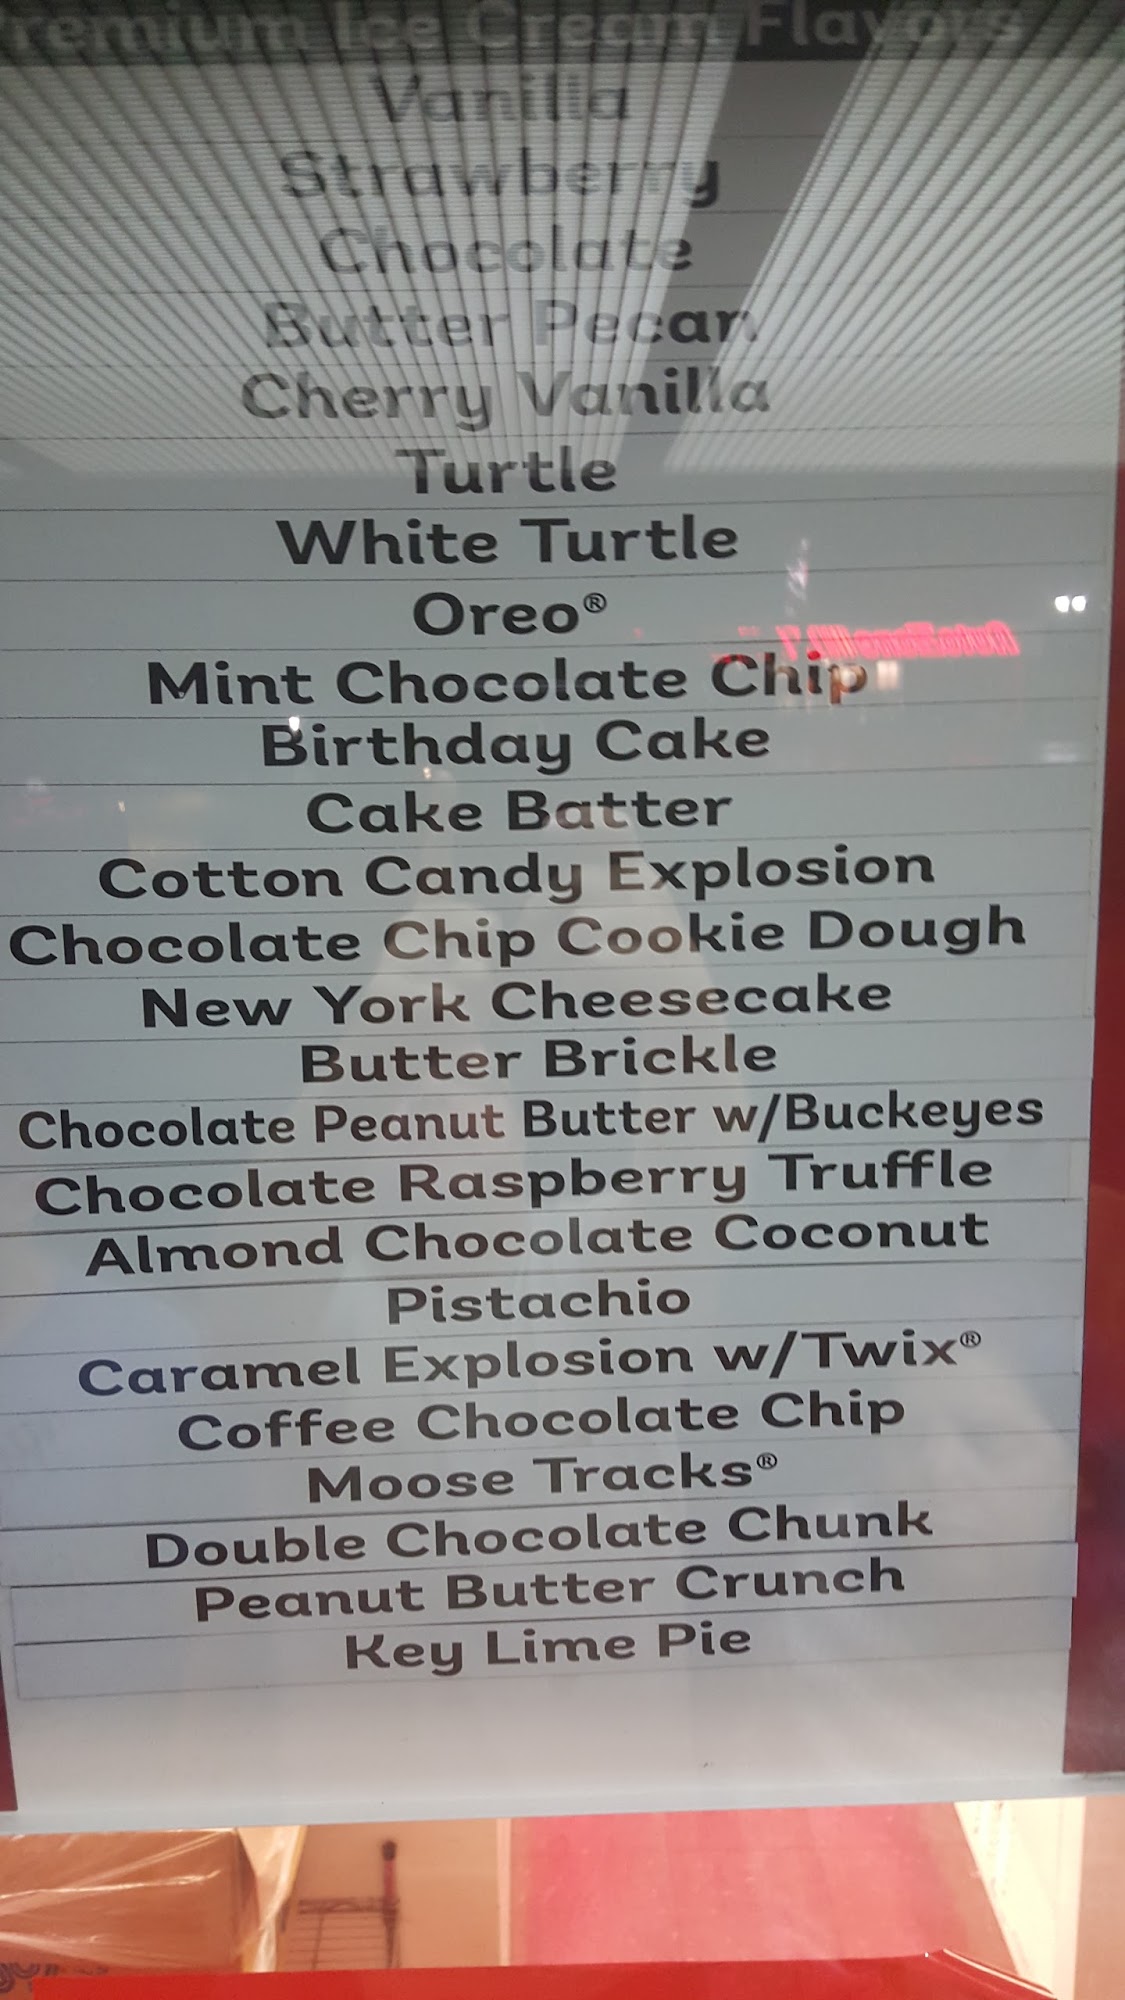 Premium Ice Cream Flavors
Vanilla
Strawberry
Chocolate
Butter Pecan
Cherry Vanilla
Turtle
White Turtle
Oreo®
Mint Chocolate Chip
Birthday Cake
Cake Batter
Cotton Candy Explosion
Chocolate Chip Cookie Dough
New York Cheesecake
Butter Brickle
Chocolate Peanut Butter w/Buckeyes
Chocolate Raspberry Truffle
Almond Chocolate Coconut
Pistachio
Caramel Explosion w/Twix®
Coffee Chocolate Chip
Moose Tracks®
Double Chocolate Chunk
Peanut Butter Crunch
Key Lime Pie